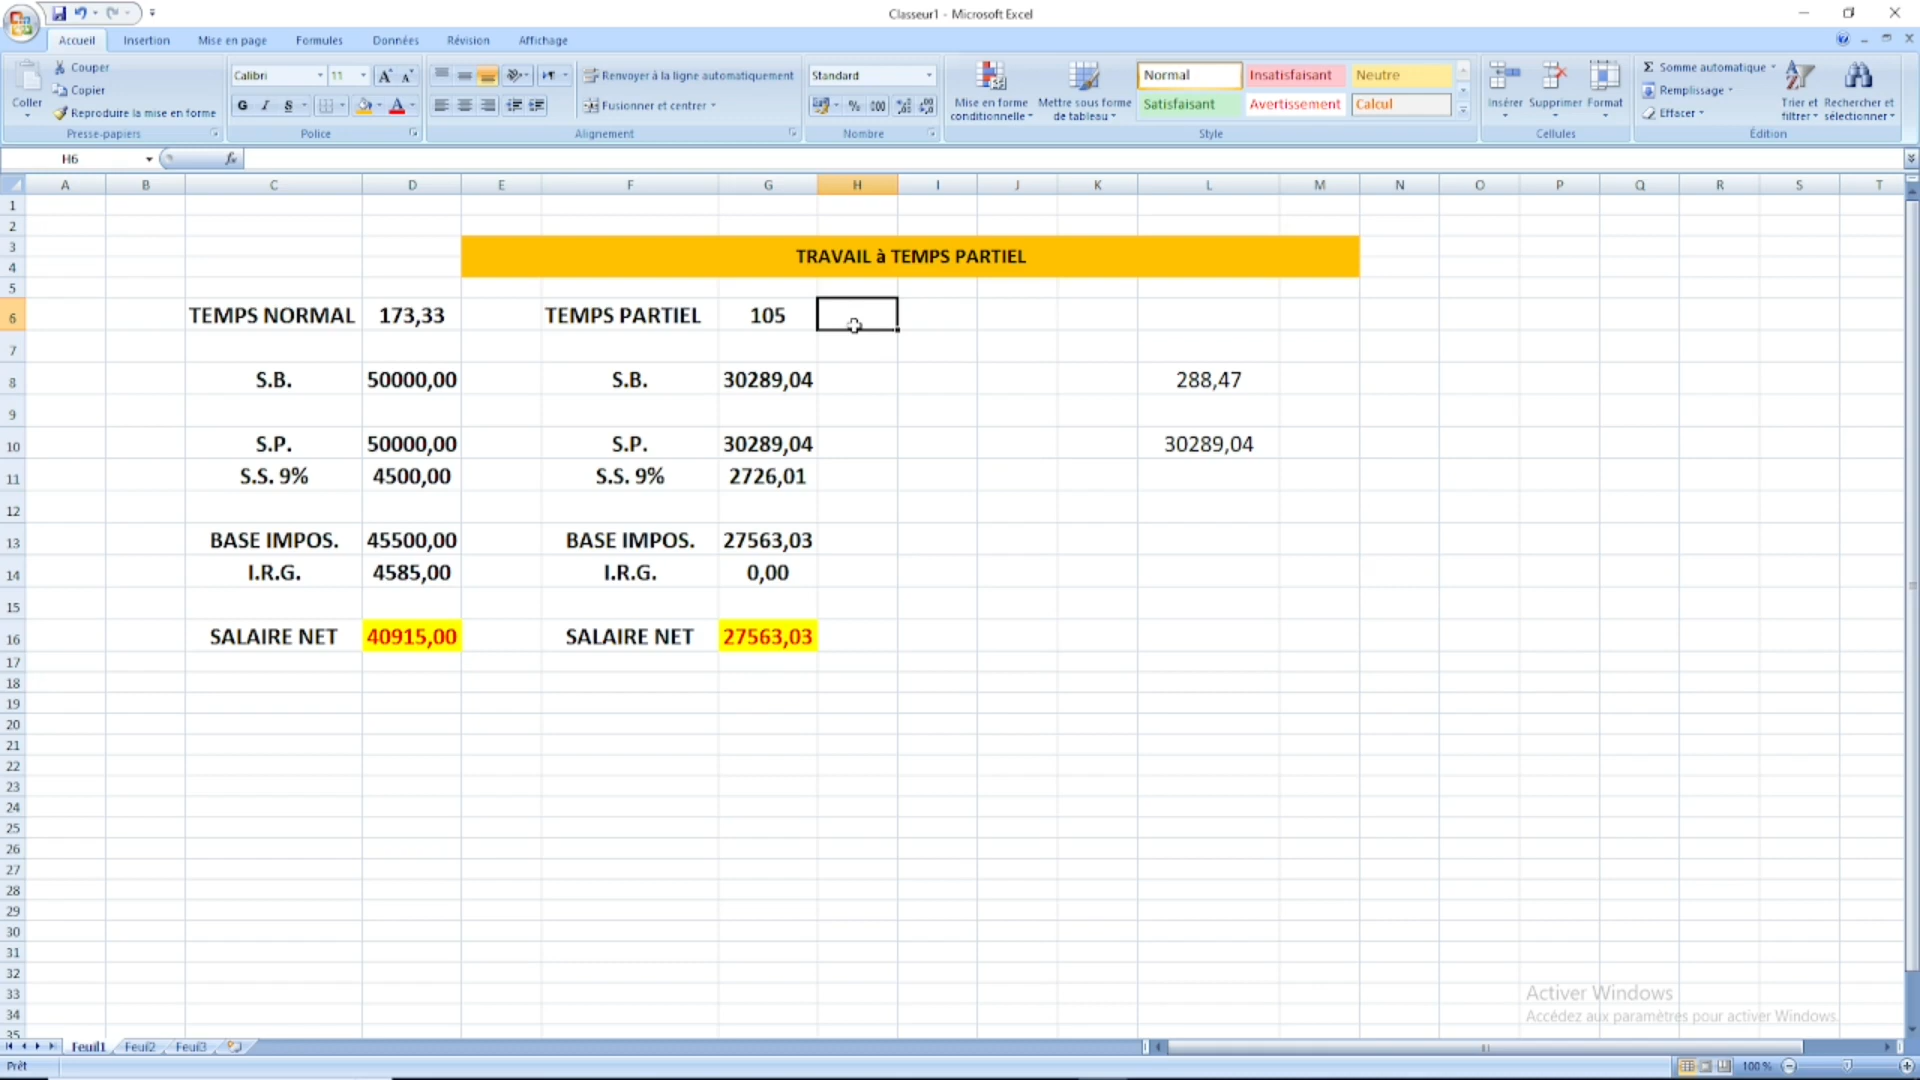 Classeur1 - Microsoft Excel
Accueil Insertion Mise en page Formules Données Révision Affichage
Coller
Couper
Copier
Reproduire la mise en forme
Presse-papiers
Calibri 11
G I S
Police
Renvoyer à la ligne automatiquement
Fusionner et centrer
Alignement
Standard
% 000
Nombre
Mise en forme conditionnelle
Mettre sous forme de tableau
Normal Insatisfaisant Neutre
Satisfaisant Avertissement Calcul
Style
Insérer Supprimer Format
Cellules
Σ Somme automatique
Remplissage
Effacer
Trier et filtrer
Rechercher et sélectionner
Édition
H6 fx
A B C D E F G H I J K L M N O P Q R S T
1
2
3 TRAVAIL à TEMPS PARTIEL
4
5
6 TEMPS NORMAL 173,33 TEMPS PARTIEL 105
7
8 S.B. 50000,00 S.B. 30289,04 288,47
9
10 S.P. 50000,00 S.P. 30289,04 30289,04
11 S.S. 9% 4500,00 S.S. 9% 2726,01
12
13 BASE IMPOS. 45500,00 BASE IMPOS. 27563,03
14 I.R.G. 4585,00 I.R.G. 0,00
15
16 SALAIRE NET 40915,00 SALAIRE NET 27563,03
17
18
19
20
21
22
23
24
25
26
27
28
29
30
31
32
33
34
35
Activer Windows
Accédez aux paramètres pour activer Windows.
Feuil1 Feuil2 Feuil3
Prêt
100 %